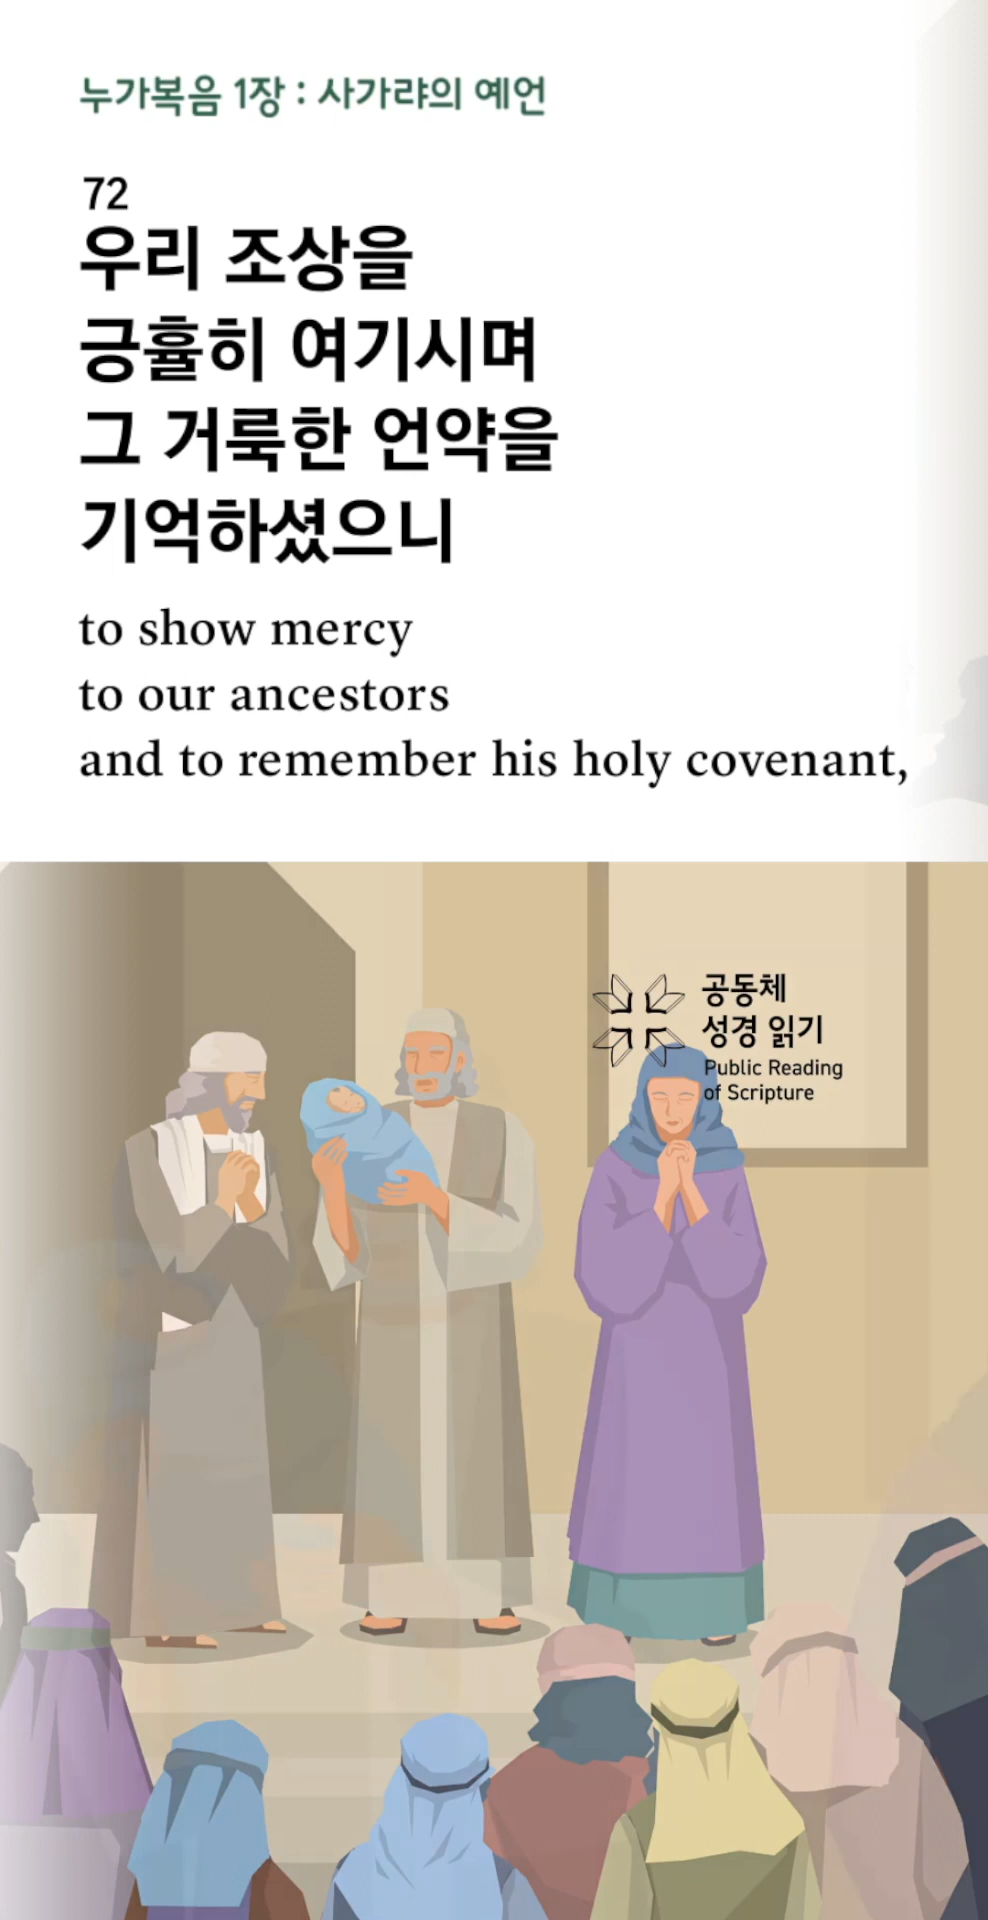 누가복음 1장 : 사가랴의 예언
72
우리 조상을
긍휼히 여기시며
그 거룩한 언약을
기억하셨으니
to show mercy
to our ancestors
and to remember his holy covenant,
공동체
성경 읽기
Public Reading
of Scripture